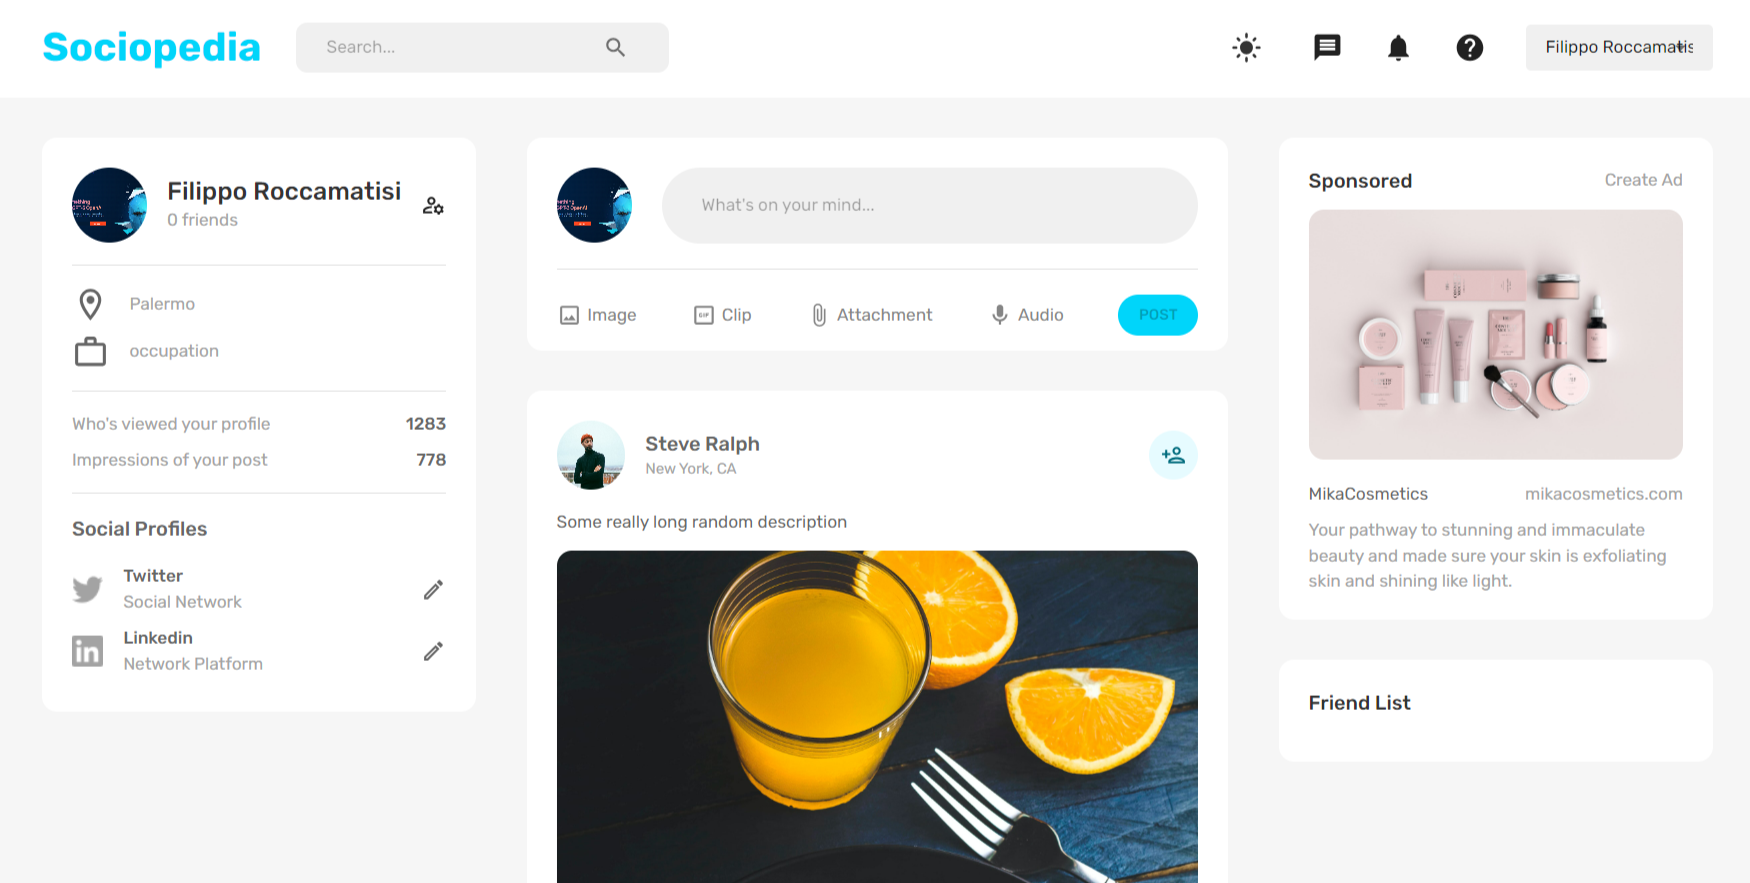 Sociopedia
Search...
Filippo Roccamatis
Filippo Roccamatisi
0 friends
Palermo
occupation
Who's viewed your profile 1283
Impressions of your post 778
Social Profiles
Twitter
Social Network
Linkedin
Network Platform
What's on your mind...
Image
GIF
Clip
Attachment
Audio
POST
Steve Ralph
New York, CA
Some really long random description
Sponsored
Create Ad
MikaCosmetics
mikacosmetics.com
Your pathway to stunning and immaculate
beauty and made sure your skin is exfoliating
skin and shining like light.
Friend List